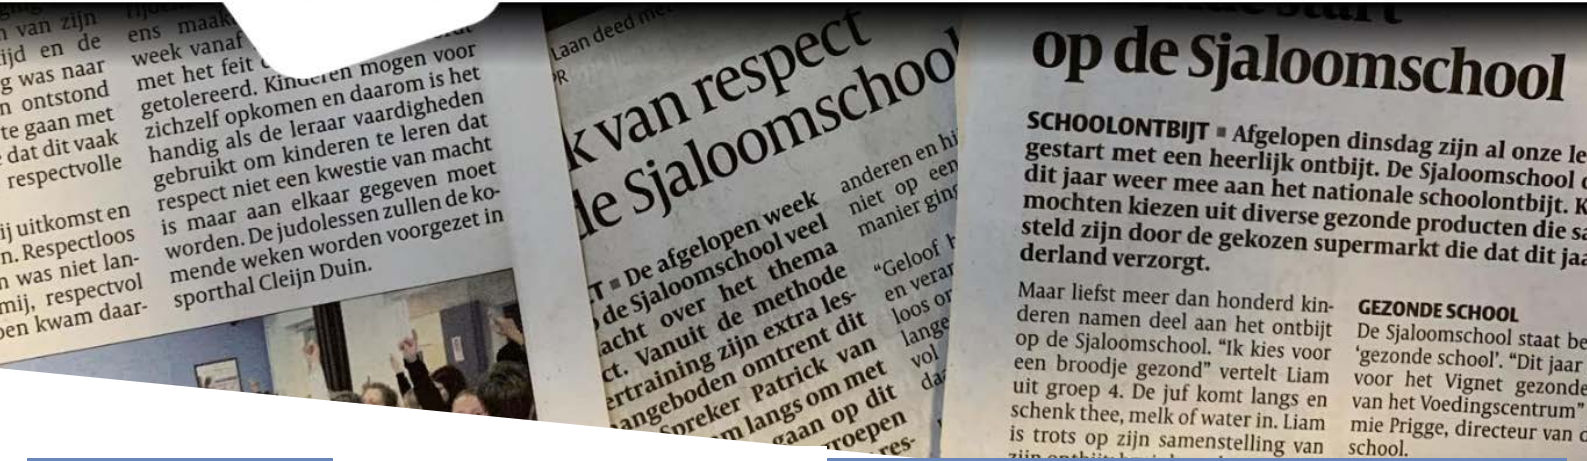 van zijn
ijd en de
g was naar
n ontstond
te gaan met
dat dit vaak
respectvolle
ij uitkomst en
n. Respectloos
n was niet lan-
mij, respectvol
pen kwam daar-
ens maak
week vanaf
met het feit
getolereerd. Kinderen mogen voor
zichzelf opkomen en daarom is het
handig als de leraar vaardigheden
gebruikt om kinderen te leren dat
respect niet een kwestie van macht
is maar aan elkaar gegeven moet
worden. De judolessen zullen de ko-
mende weken worden voorgezet in
sporthal Cleijn Duin.
Laan deed
PR
k van respect
de Sjaloomschool
T ▪ De afgelopen week
de Sjaloomschool veel
acht over het thema
ct. Vanuit de methode
ertraining zijn extra les-
angeboden omtrent dit
Spreker Patrick van
m langs om met
gaan op dit
roepen
res-
anderen en hi
niet op een
manier ging
"Geloof
en verar
loos or
lange
vol
daa
start
op de Sjaloomschool
SCHOOLONTBIJT ▪ Afgelopen dinsdag zijn al onze le
gestart met een heerlijk ontbijt. De Sjaloomschool
dit jaar weer mee aan het nationale schoolontbijt. K
mochten kiezen uit diverse gezonde producten die sa
steld zijn door de gekozen supermarkt die dat dit jaa
derland verzorgt.
Maar liefst meer dan honderd kin-
deren namen deel aan het ontbijt
op de Sjaloomschool. "Ik kies voor
een broodje gezond" vertelt Liam
uit groep 4. De juf komt langs en
schenk thee, melk of water in. Liam
is trots op zijn samenstelling van
GEZONDE SCHOOL
De Sjaloomschool staat be
'gezonde school'. "Dit jaar
voor het Vignet gezonde
van het Voedingscentrum"
mie Prigge, directeur van d
school.